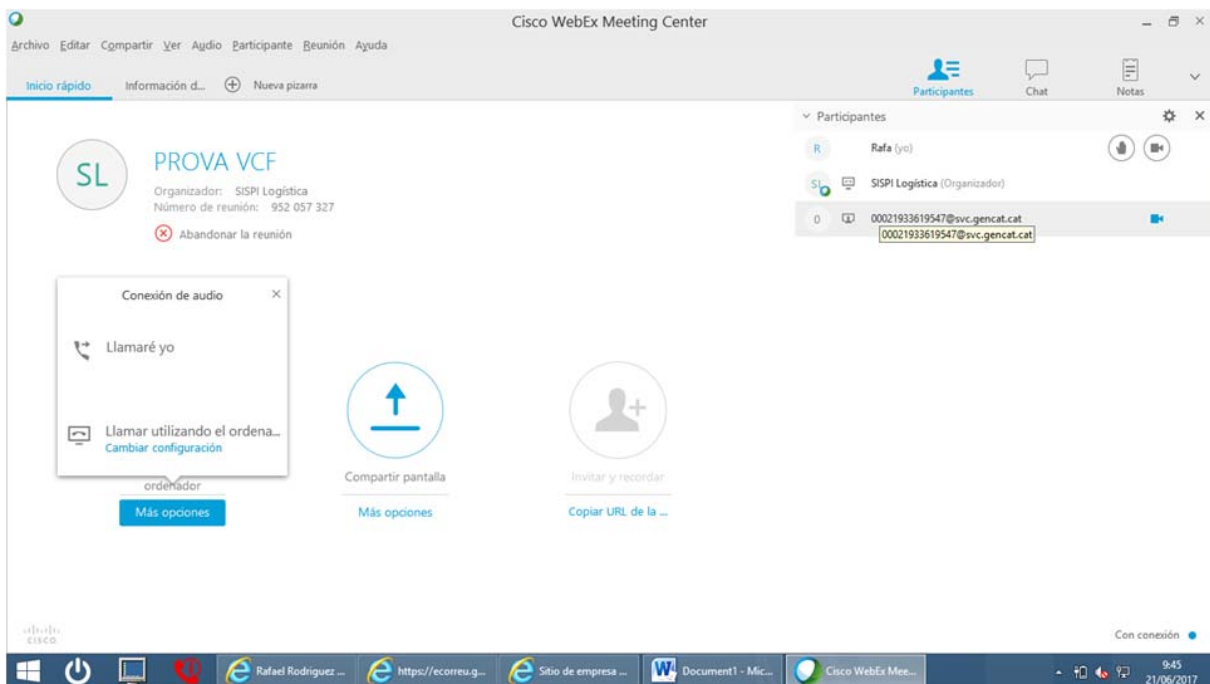 Cisco WebEx Meeting Center
Archivo Editar Compartir Ver Audio Participante Reunión Ayuda
Inicio rápido Información d... Nueva pizarra
Participantes Chat Notas
Participantes
R Rafa (yo)
SL SISPI Logística (Organizador)
0 00021933619547@svc.gencat.cat
00021933619547@svc.gencat.cat
SL
PROVA VCF
Organizador: SISPI Logística
Número de reunión: 952 057 327
Abandonar la reunión
Conexión de audio
Llamaré yo
Llamar utilizando el ordena...
Cambiar configuración
ordenador
Más opciones
Compartir pantalla
Más opciones
Invitar y recordar
Copiar URL de la ...
CISCO
Con conexión
Rafael Rodriguez ... https://ecorreu.g... Sitio de empresa ... Document1 - Mic... Cisco WebEx Mee...
9:45
21/06/2017